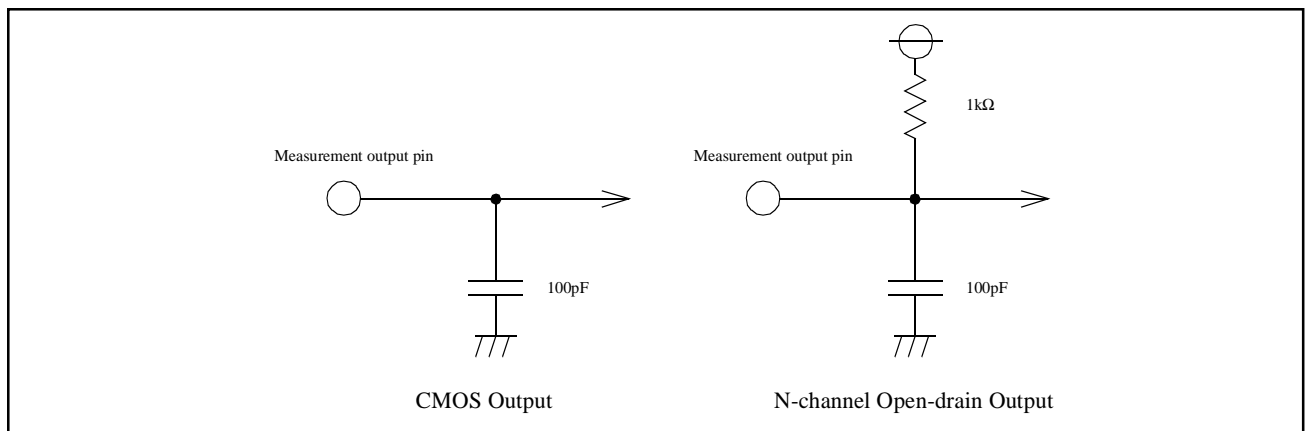 1kΩ
Measurement output pin
Measurement output pin
100pF
100pF
CMOS Output
N-channel Open-drain Output